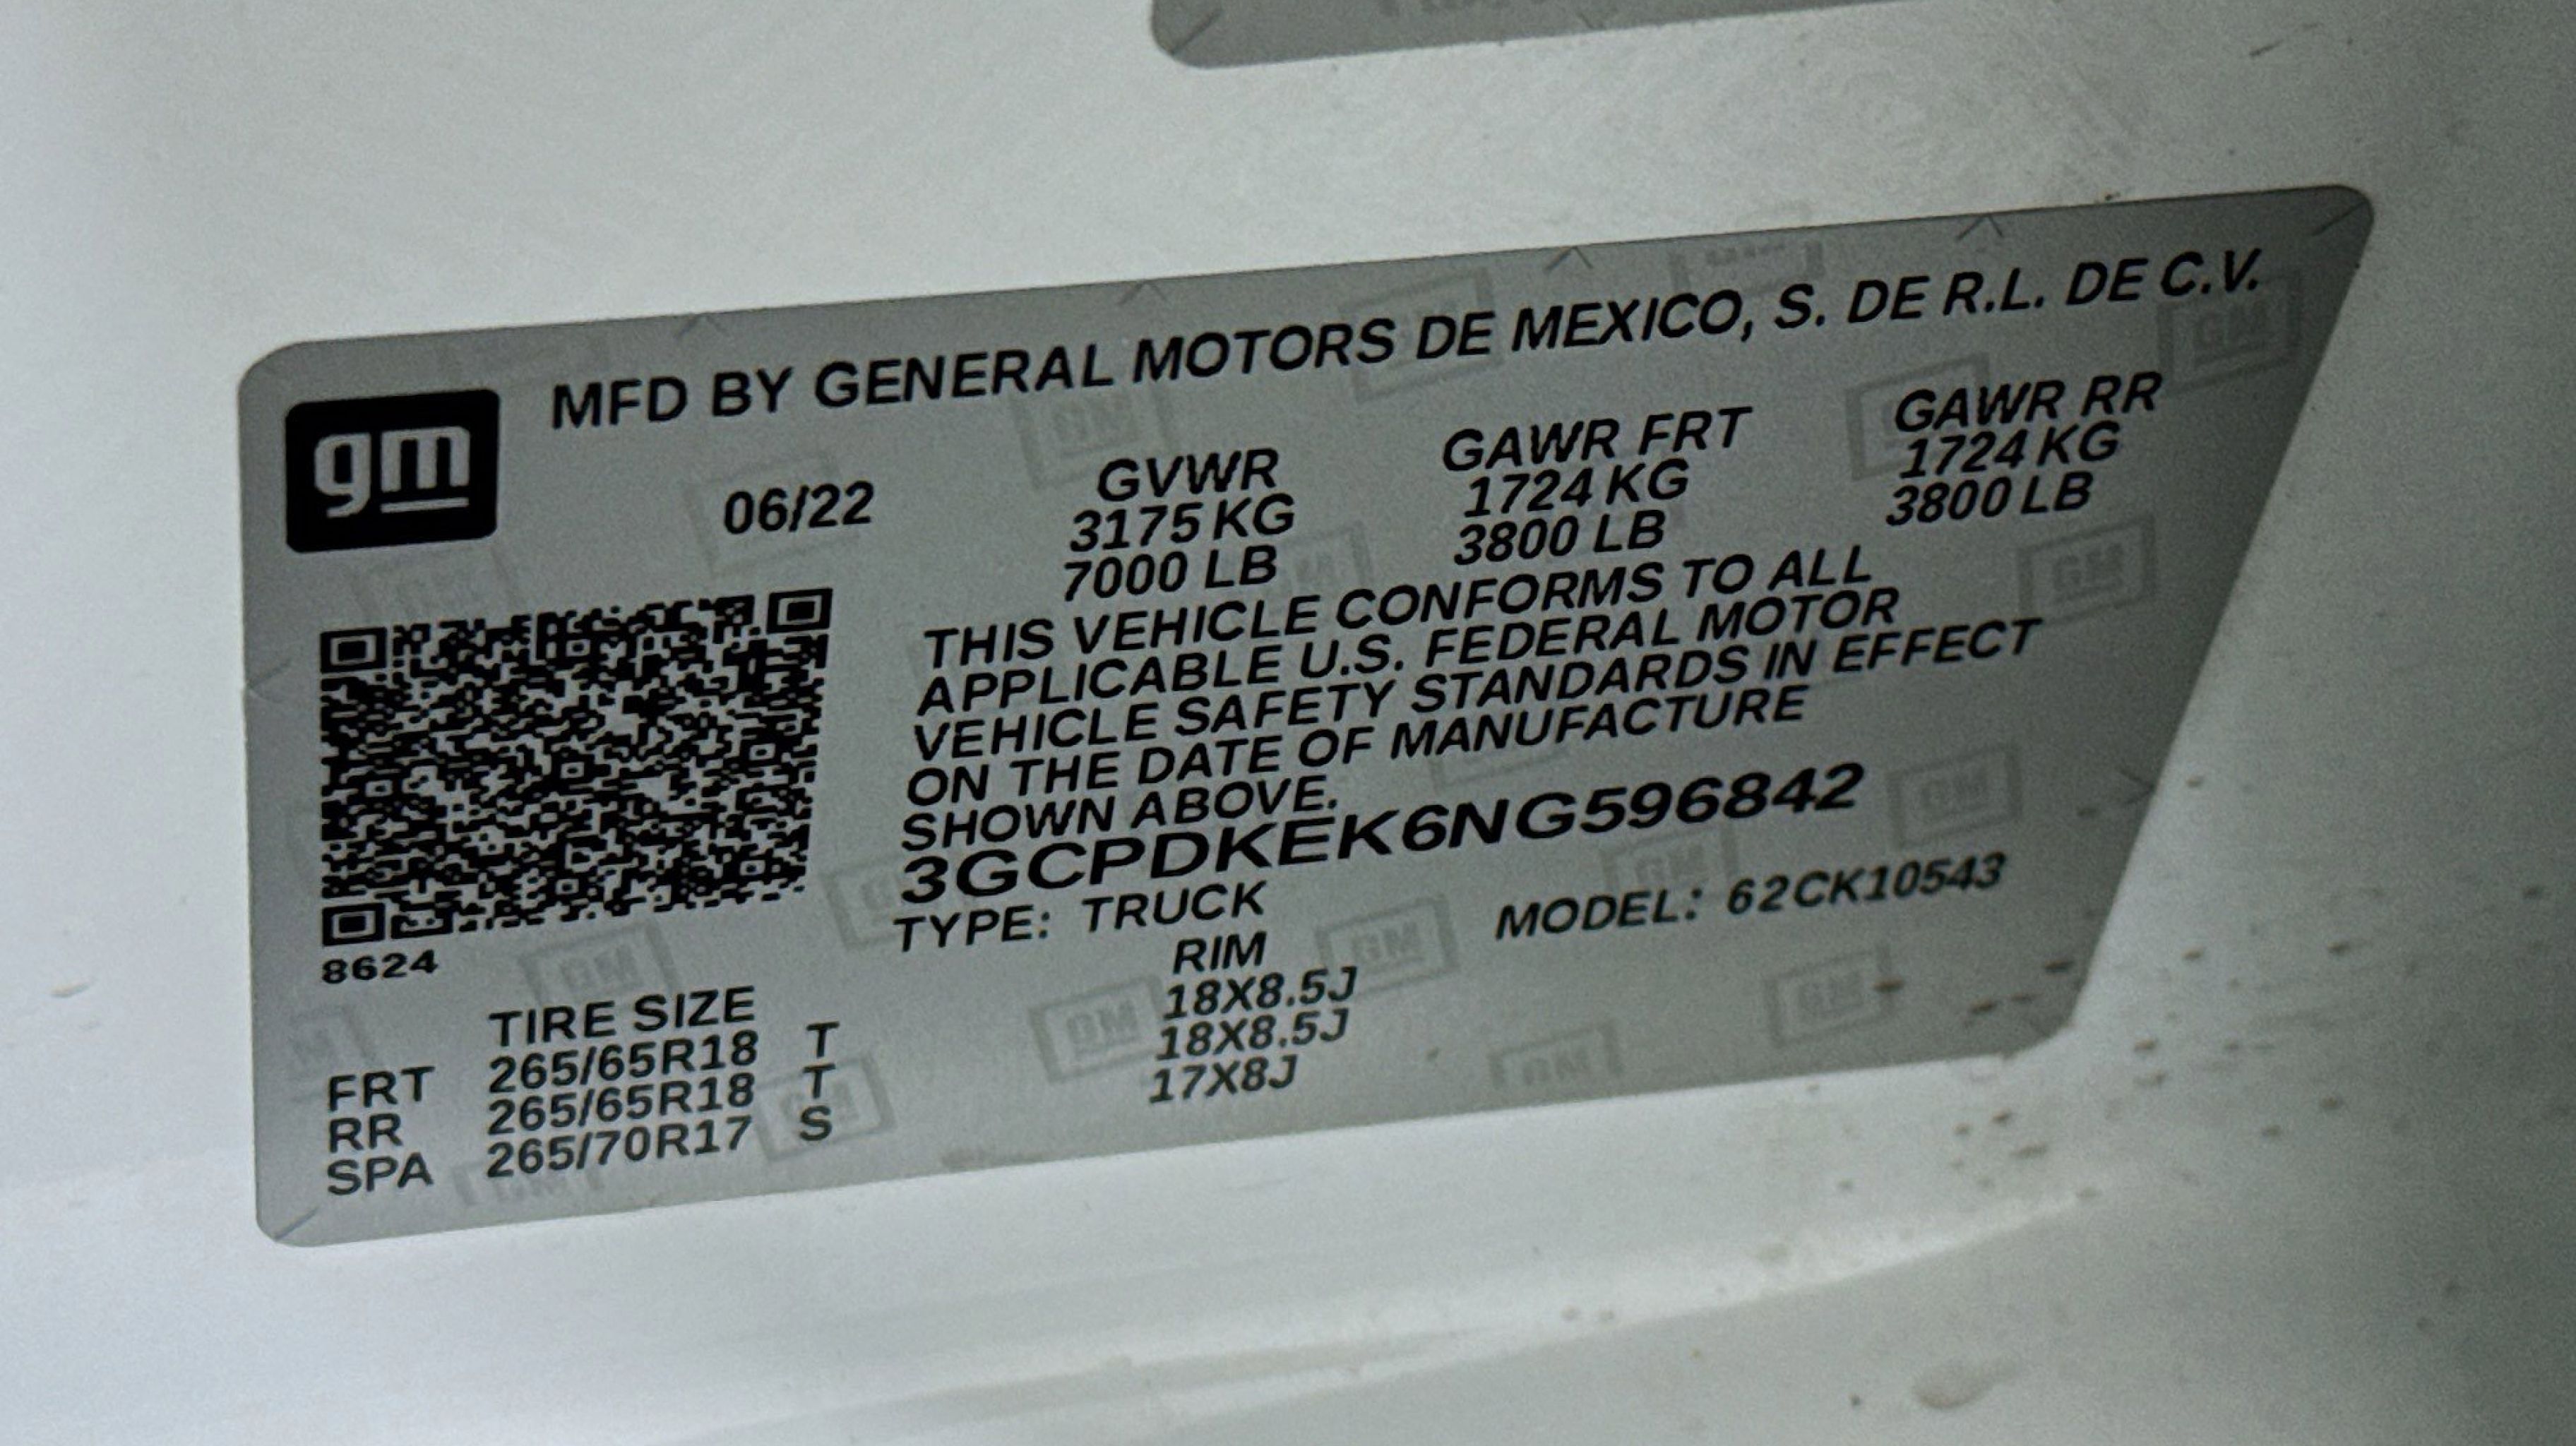 gm
MFD BY GENERAL MOTORS DE MEXICO, S. DE R.L. DE C.V.
06/22
GVWR
3175 KG
7000 LB
GAWR FRT
1724 KG
3800 LB
GAWR RR
1724 KG
3800 LB
THIS VEHICLE CONFORMS TO ALL
APPLICABLE U.S. FEDERAL MOTOR
VEHICLE SAFETY STANDARDS IN EFFECT
ON THE DATE OF MANUFACTURE
SHOWN ABOVE.
3GCPDKEK6NG596842
TYPE: TRUCK
MODEL: 62CK10543
8624
TIRE SIZE
RIM
FRT 265/65R18 T 18X8.5J
RR 265/65R18 T 18X8.5J
SPA 265/70R17 S 17X8J